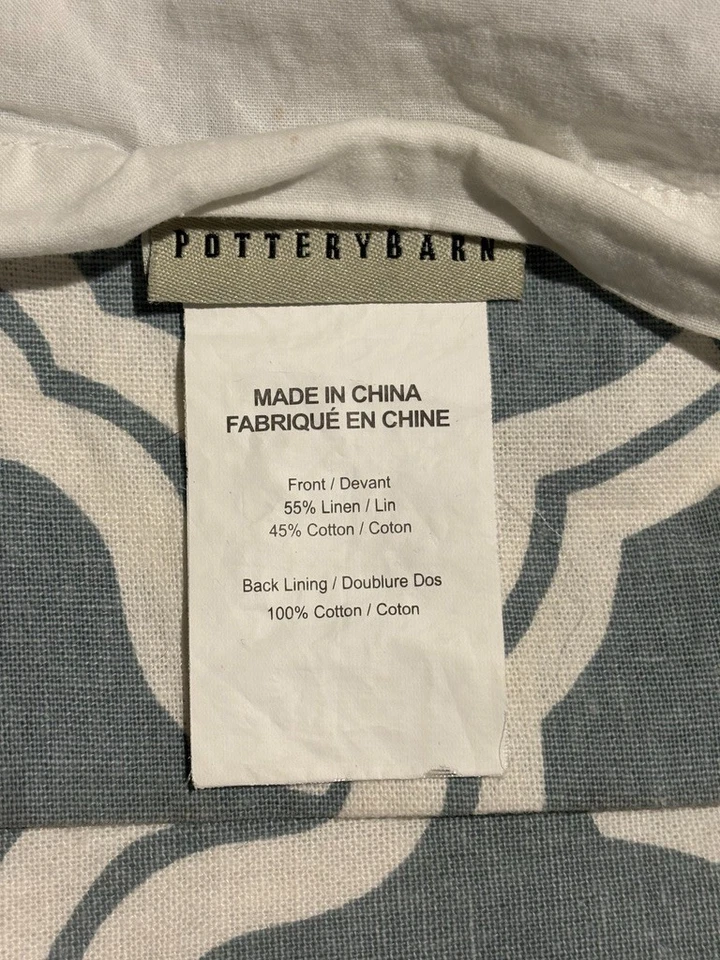 POTTERYBARN
MADE IN CHINA
FABRIQUÉ EN CHINE
Front / Devant
55% Linen / Lin
45% Cotton / Coton
Back Lining / Doublure Dos
100% Cotton / Coton